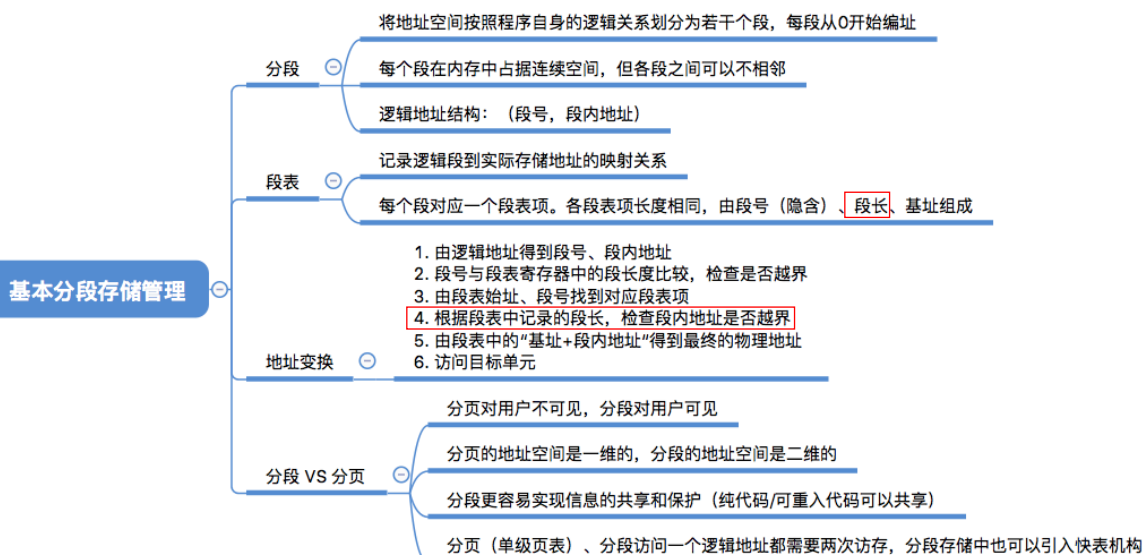 将地址空间按照程序自身的逻辑关系划分为若干个段，每段从0开始编址
分段
每个段在内存中占据连续空间，但各段之间可以不相邻
逻辑地址结构：（段号，段内地址）
记录逻辑段到实际存储地址的映射关系
段表
每个段对应一个段表项。各段表项长度相同，由段号（隐含）、段长、基址组成
基本分段存储管理
1. 由逻辑地址得到段号、段内地址
2. 段号与段表寄存器中的段长度比较，检查是否越界
3. 由段表始址、段号找到对应段表项
4. 根据段表中记录的段长，检查段内地址是否越界
5. 由段表中的“基址+段内地址”得到最终的物理地址
6. 访问目标单元
地址变换
分页对用户不可见，分段对用户可见
分页的地址空间是一维的，分段的地址空间是二维的
分段 VS 分页
分段更容易实现信息的共享和保护（纯代码/可重入代码可以共享）
分页（单级页表）、分段访问一个逻辑地址都需要两次访存，分段存储中也可以引入快表机构